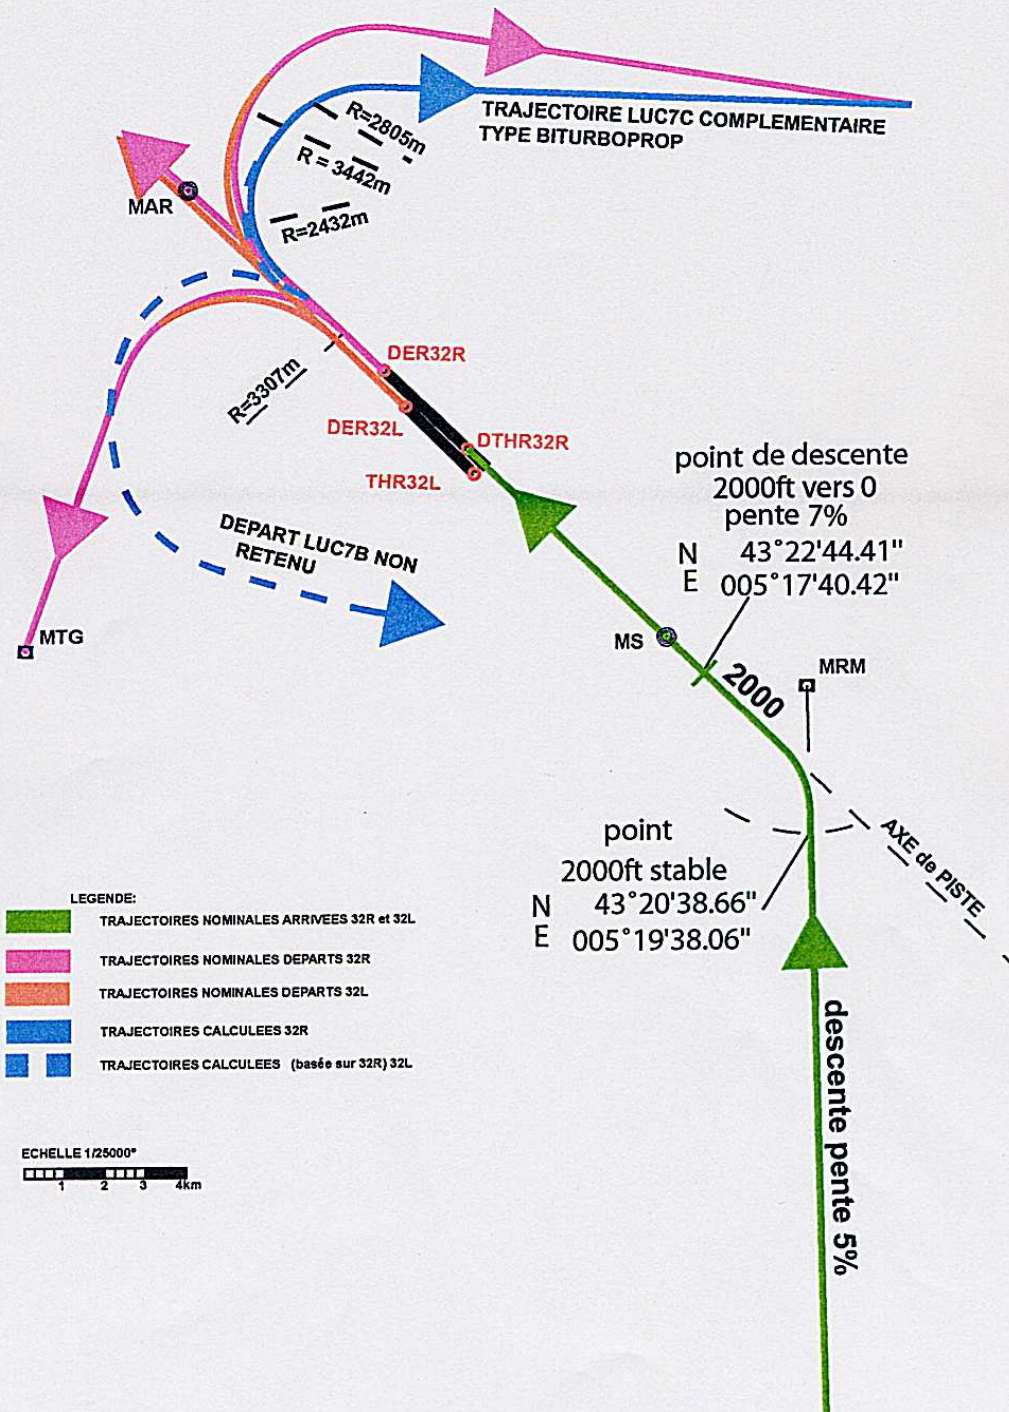 TRAJECTOIRE LUC7C COMPLEMENTAIRE
TYPE BITURBOPROP
R=2805m
R = 3442m
R=2432m
MAR
DER32R
R=3307m
DER32L
DTHR32R
THR32L
point de descente
2000ft vers 0
pente 7%
N 43°22'44.41"
E 005°17'40.42"
DEPART LUC7B NON
RETENU
MTG
MS
MRM
2000
point
2000ft stable
N 43°20'38.66"
E 005°19'38.06"
AXE de PISTE
descente pente 5%
LEGENDE:
TRAJECTOIRES NOMINALES ARRIVEES 32R et 32L
TRAJECTOIRES NOMINALES DEPARTS 32R
TRAJECTOIRES NOMINALES DEPARTS 32L
TRAJECTOIRES CALCULEES 32R
TRAJECTOIRES CALCULEES (basée sur 32R) 32L
ECHELLE 1/25000°
1 2 3 4km